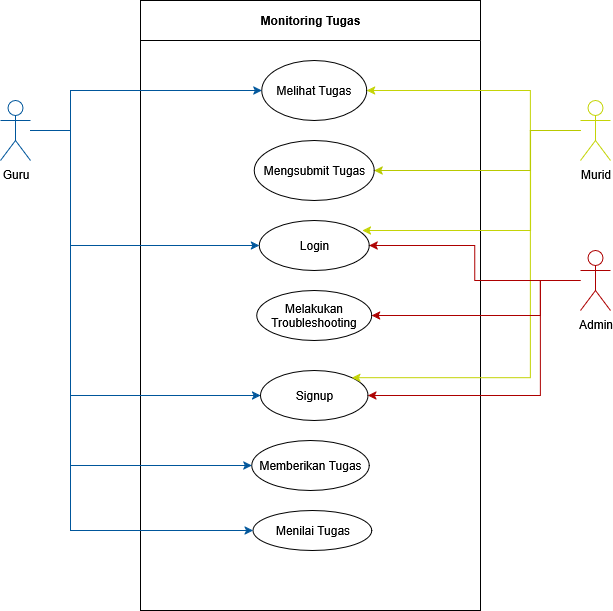 Monitoring Tugas
Melihat Tugas
Guru
Mengsubmit Tugas
Murid
Login
Melakukan
Troubleshooting
Admin
Signup
Memberikan Tugas
Menilai Tugas